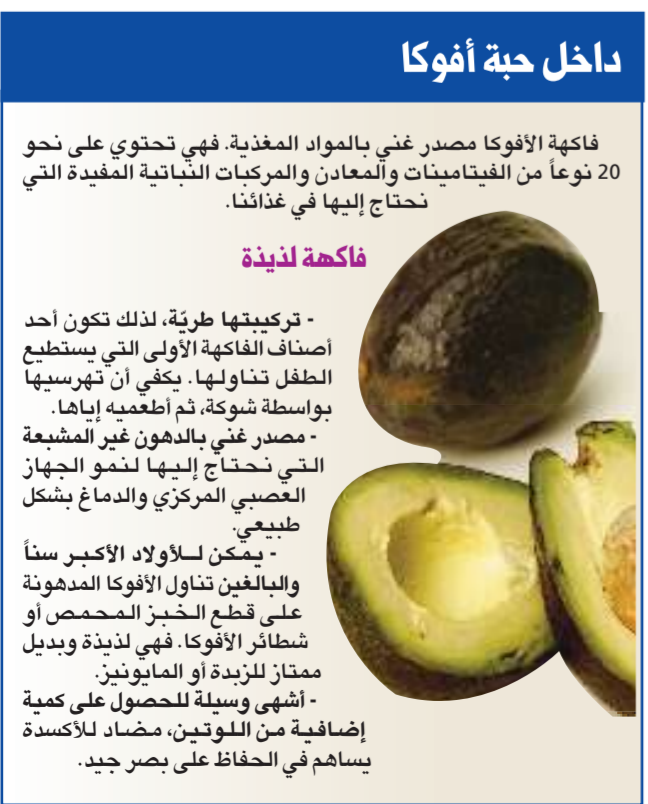 داخل حبة أفوكا
فاكهة الأفوكا مصدر غني بالمواد المغذية. فهي تحتوي على نحو
20 نوعاً من الفيتامينات والمعادن والمركبات النباتية المفيدة التي
نحتاج إليها في غذائنا.
فاكهة لذيذة
- تركيبتها طريّة، لذلك تكون أحد
أصناف الفاكهة الأولى التي يستطيع
الطفل تناولها. يكفي أن تهرسيها
بواسطة شوكة، ثم أطعميه إياها.
- مصدر غني بالدهون غير المشبعة
التي نحتاج إليها لنمو الجهاز
العصبي المركزي والدماغ بشكل
طبيعي.
- يمكن للأولاد الأكبر سناً
والبالغين تناول الأفوكا المدهونة
على قطع الخبز المحمص أو
شطائر الأفوكا. فهي لذيذة وبديل
ممتاز للزبدة أو المايونيز.
- أشهى وسيلة للحصول على كمية
إضافية من اللوتين، مضاد للأكسدة
يساهم في الحفاظ على بصر جيد.